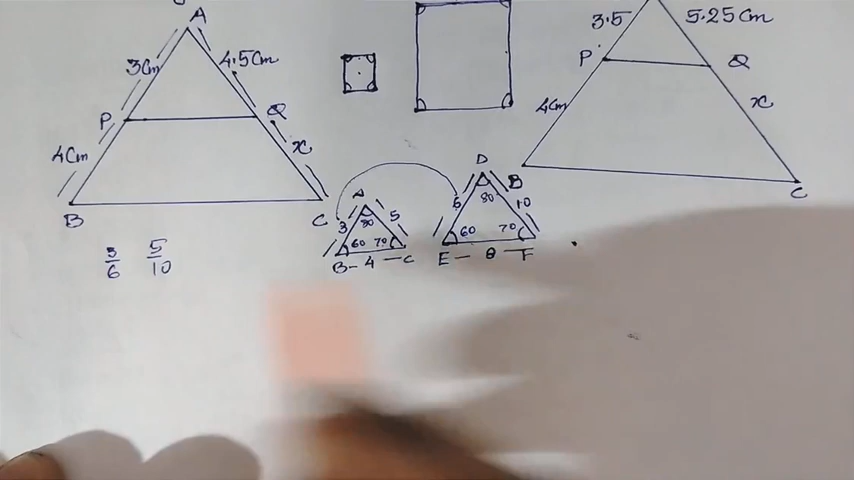 A
3cm
4.5cm
P
Q
4cm
x
B
C
3.5
5.25cm
P
Q
4cm
x
B
C
A
3
5
80
60
70
B - 4 - C
D
6
10
80
60
70
E - 8 - F
3/6 5/10